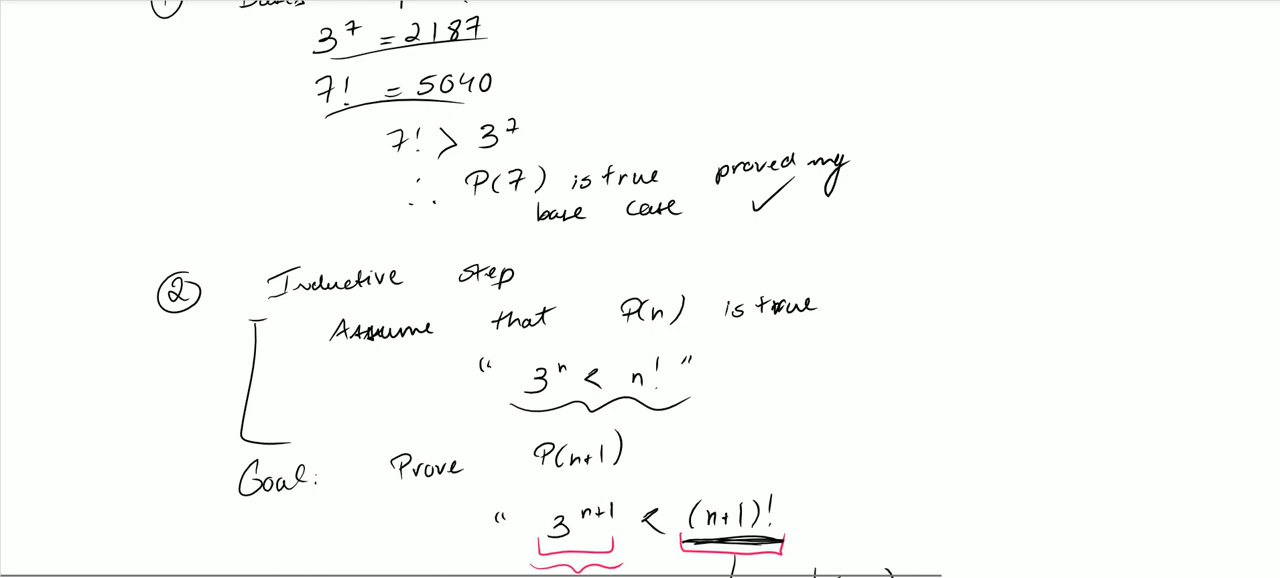 ①
3⁷ = 2187
7! = 5040
7! > 3⁷
∴ P(7) is true proved my
base case ✓
② Inductive step
Assume that P(n) is true
“ 3ⁿ < n! ”
Goal: Prove P(n+1)
“ 3ⁿ⁺¹ < (n+1)!